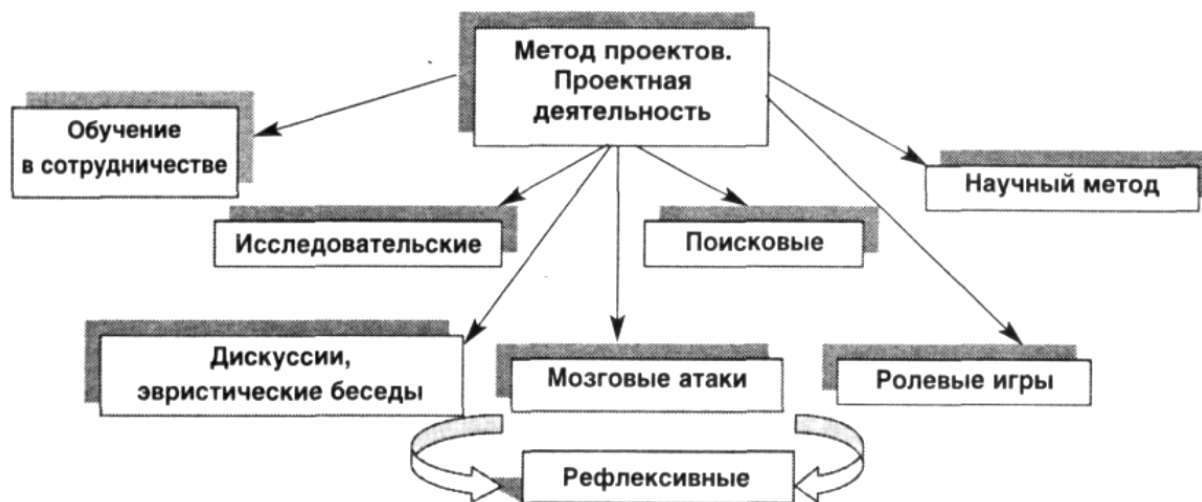 Метод проектов.
Проектная
деятельность
Обучение
в сотрудничестве
Научный метод
Исследовательские
Поисковые
Дискуссии,
эвристические беседы
Мозговые атаки
Ролевые игры
Рефлексивные